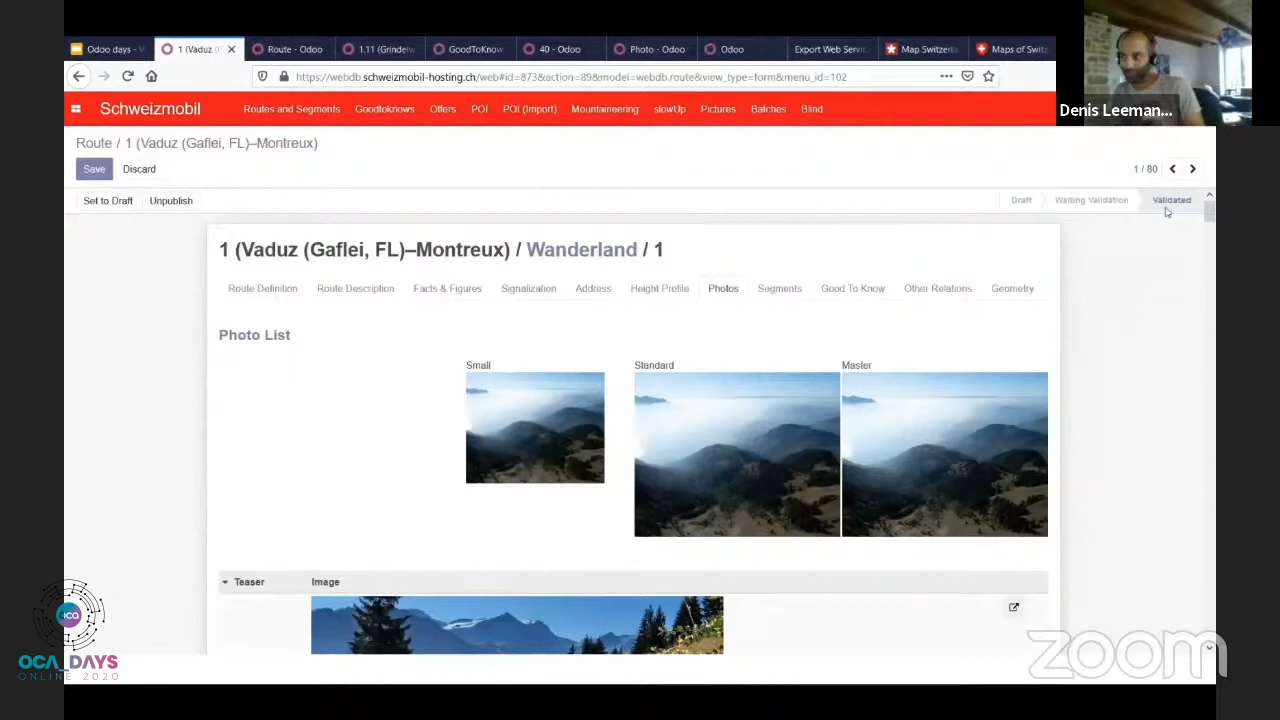 Odoo days -
1 (Vaduz (
Route - Odoo
1.11 (Grindelw
GoodToKnow
40 - Odoo
Photo - Odoo
Odoo
Export Web Servic
Map Switzerla
Maps of Switz
https://webdb.schweizmobil-hosting.ch/web#id=873&action=89&model=webdb.route&view_type=form&menu_id=102
Denis Leeman...
Schweizmobil
Routes and Segments
Goodtoknows
Offers
POI
POI (Import)
Mountaineering
slowUp
Pictures
Batches
Blind
Route / 1 (Vaduz (Gaflei, FL)–Montreux)
Save
Discard
1 / 80
Set to Draft
Unpublish
Draft
Waiting Validation
Validated
1 (Vaduz (Gaflei, FL)–Montreux) / Wanderland / 1
Route Definition
Route Description
Facts & Figures
Signalization
Address
Height Profile
Photos
Segments
Good To Know
Other Relations
Geometry
Photo List
Small
Standard
Master
Teaser
Image
oca
OCA_DAYS
ONLINE 2020
zoom